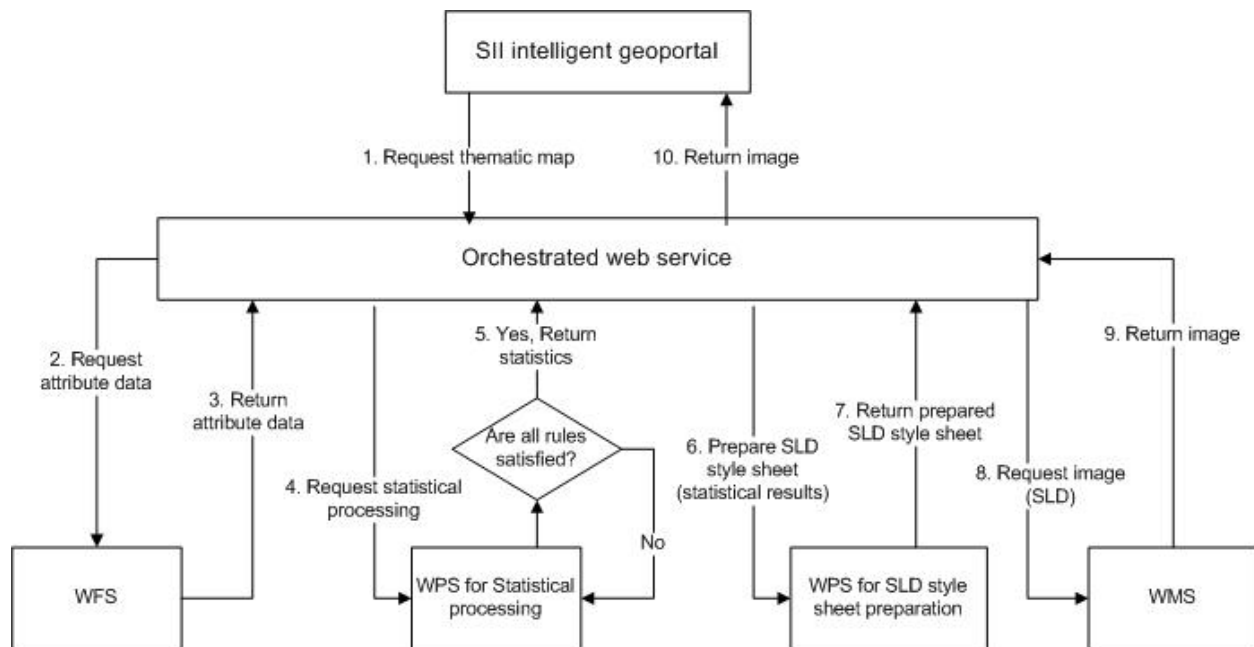 SII intelligent geoportal
1. Request thematic map
10. Return image
Orchestrated web service
2. Request
attribute data
3. Return
attribute data
4. Request statistical
processing
5. Yes, Return
statistics
Are all rules
satisfied?
No
6. Prepare SLD
style sheet
(statistical results)
7. Return prepared
SLD style sheet
8. Request image
(SLD)
9. Return image
WFS
WPS for Statistical
processing
WPS for SLD style
sheet preparation
WMS